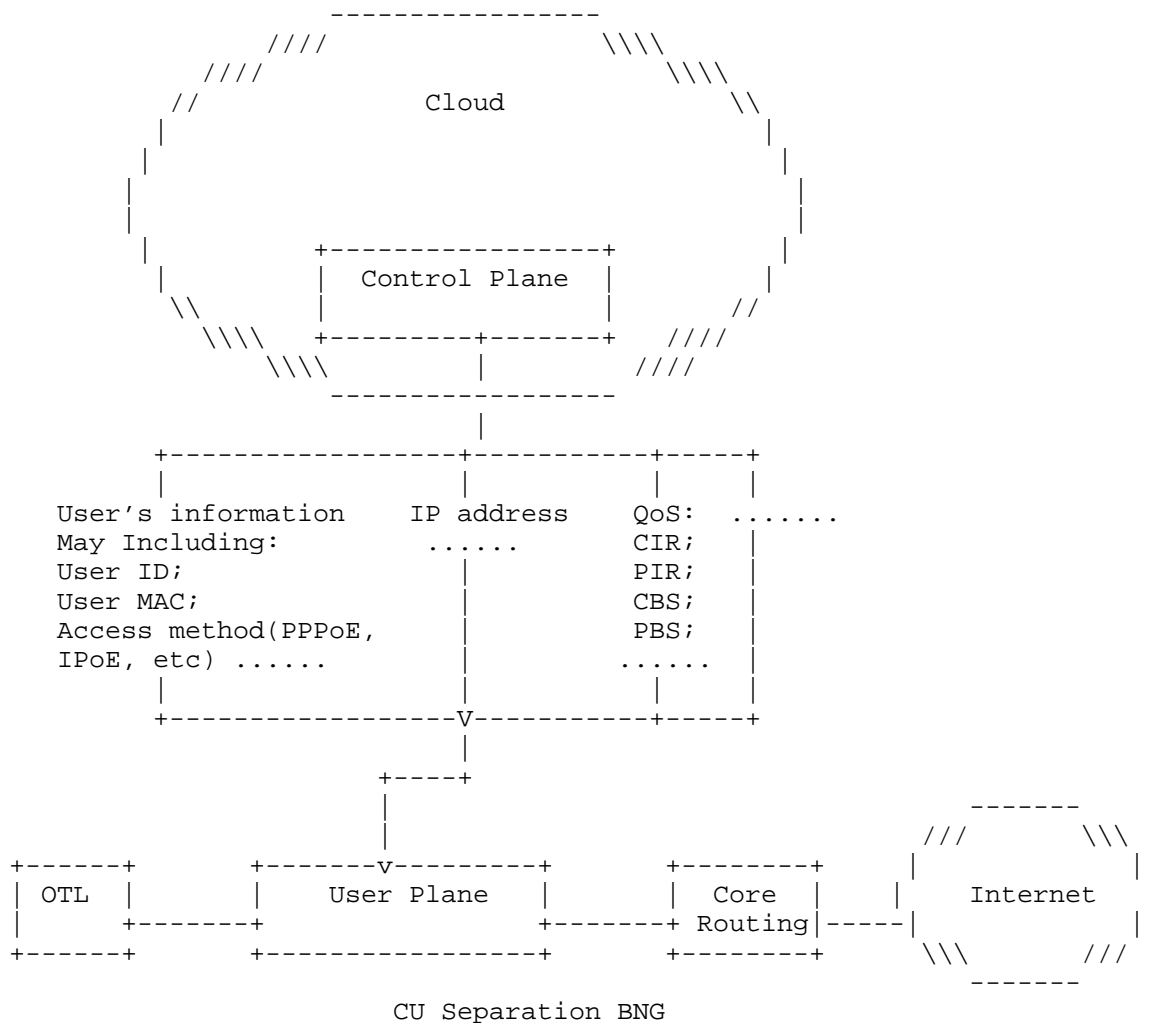 Cloud
Control Plane
User's information IP address QoS: .......
May Including: ...... CIR;
User ID; PIR;
User MAC; CBS;
Access method(PPPoE, PBS;
IPoE, etc) ...... ......
OTL User Plane Core Internet
Routing
CU Separation BNG